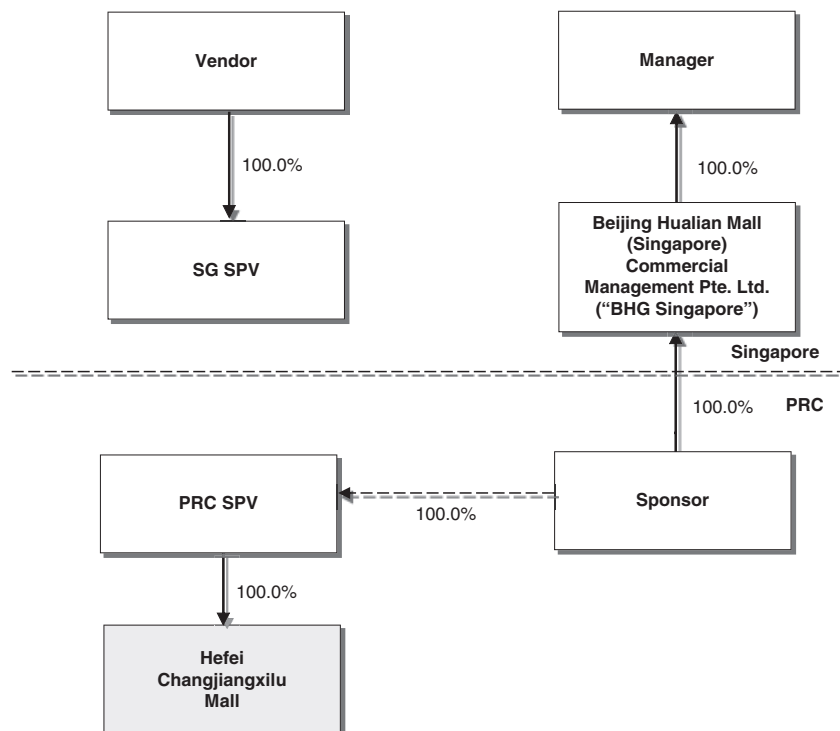 Vendor
Manager
100.0%
100.0%
SG SPV
Beijing Hualian Mall
(Singapore)
Commercial
Management Pte. Ltd.
(“BHG Singapore”)
Singapore
100.0%
PRC
PRC SPV
100.0%
Sponsor
100.0%
Hefei
Changjiangxilu
Mall